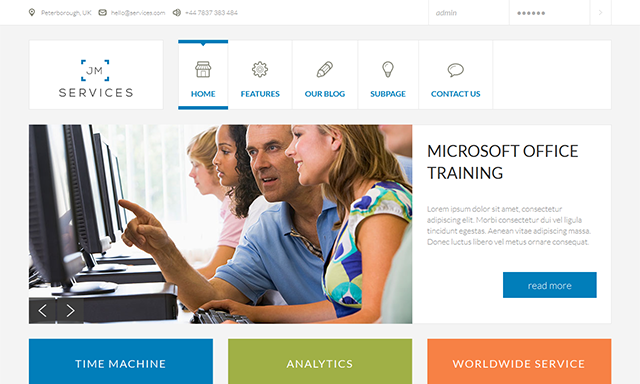 Peterborough, UK hello@services.com +44 7837 383 484 admin
JM
SERVICES
HOME FEATURES OUR BLOG SUBPAGE CONTACT US
MICROSOFT OFFICE
TRAINING
Lorem ipsum dolor sit amet, consectetur
adipiscing elit. Morbi consectetur dui vel ligula
tincidunt egestas. Aenean vitae adipiscing massa.
Donec luctus libero vel metus ornare consequat.
read more
TIME MACHINE ANALYTICS WORLDWIDE SERVICE